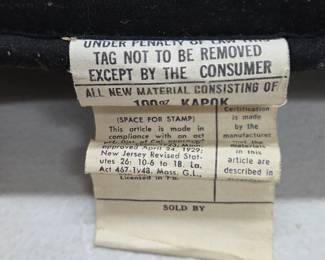 UNDER PENALTY OF LAW THIS
TAG NOT TO BE REMOVED
EXCEPT BY THE CONSUMER
ALL NEW MATERIAL CONSISTING OF
100% KAPOK
(SPACE FOR STAMP)
This article is made in
compliance with an act
approved April 24, 1929;
New Jersey Revised Stat-
utes 26: 10-6 to 18. La.
Act 467-1948. Mass. G.L.,
Certification
is made
by the
manufacturer
materials in
this
article are
described in
SOLD BY